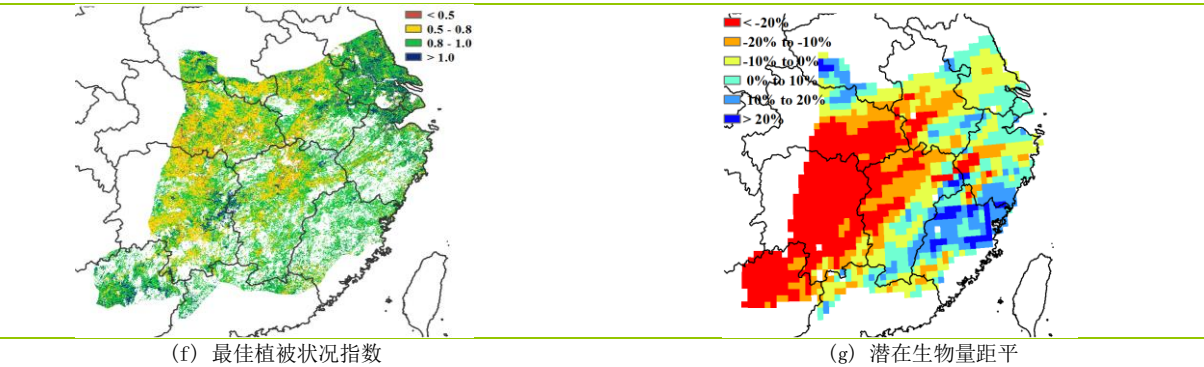 < 0.5
0.5 - 0.8
0.8 - 1.0
> 1.0
< -20%
-20% to -10%
-10% to 0%
0% to 10%
10% to 20%
> 20%
(f) 最佳植被状况指数
(g) 潜在生物量距平